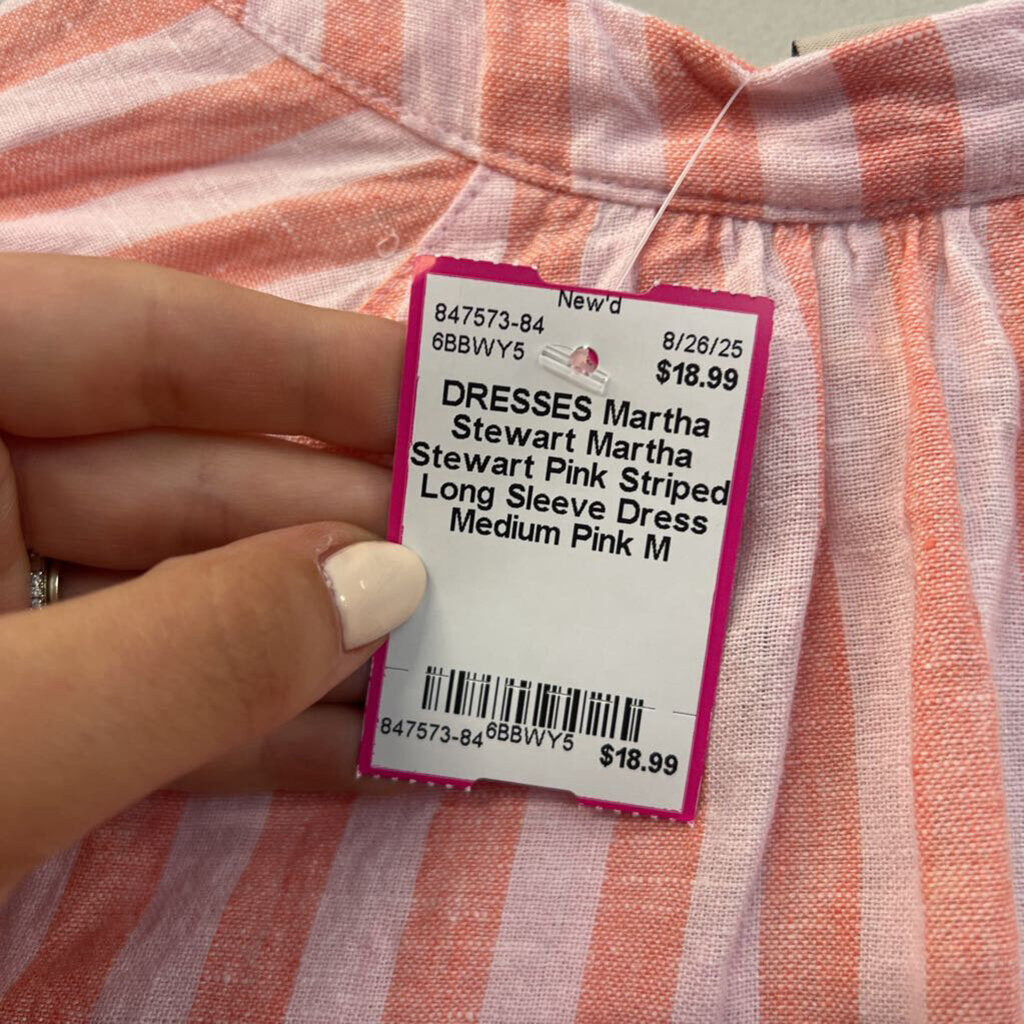 New'd
847573-84
8/26/25
6BBWY5
$18.99
DRESSES Martha
Stewart Martha
Stewart Pink Striped
Long Sleeve Dress
Medium Pink M
847573-84 6BBWY5 $18.99